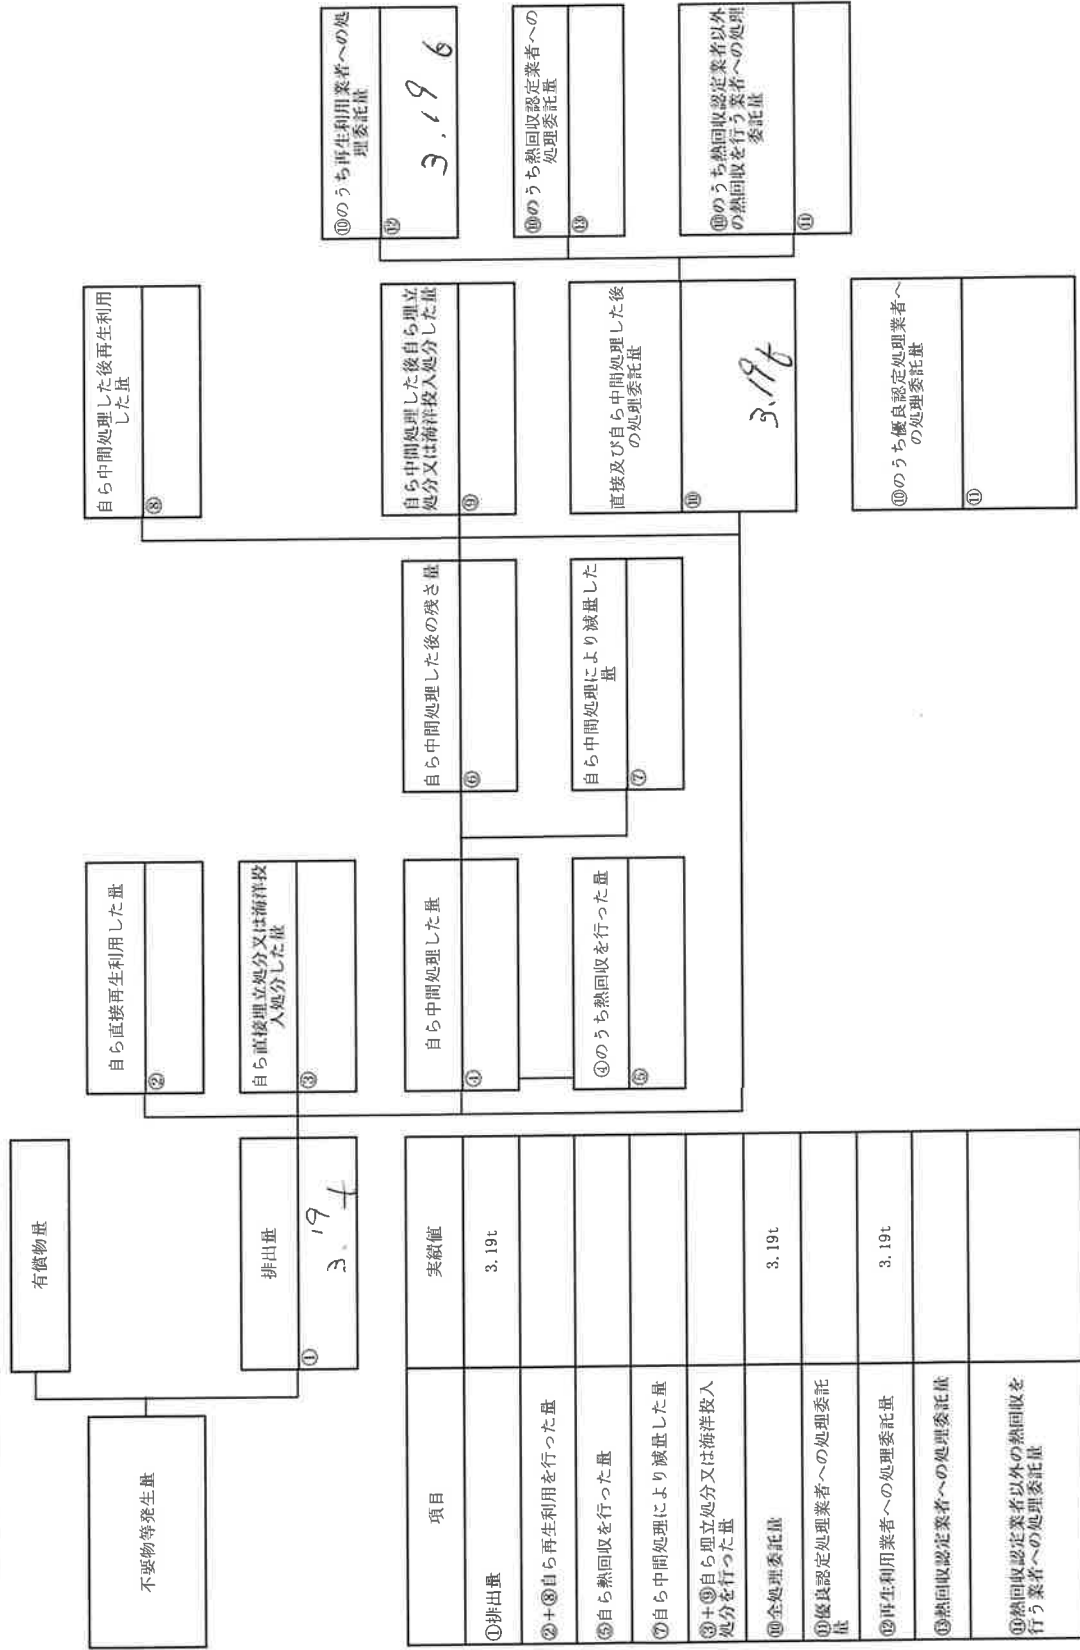 不要物等発生量
有償物量
排出量
①
3.19
t
自ら直接再生利用した量
②
自ら直接埋立処分又は海洋投
入処分した量
③
自ら中間処理した量
④
④のうち熱回収を行った量
⑤
自ら中間処理した後の残さ量
⑥
自ら中間処理により減量した
量
⑦
自ら中間処理した後再生利用
した量
⑧
自ら中間処理した後自ら埋立
処分又は海洋投入処分した量
⑨
直接及び自ら中間処理した後
の処理委託量
⑩
3.19t
⑩のうち優良認定処理業者へ
の処理委託量
⑪
⑩のうち再生利用業者への処
理委託量
⑫
3.19
⑩のうち熱回収認定業者への
処理委託量
⑬
⑩のうち熱回収認定業者以外
の熱回収を行う業者への処理
委託量
項目 実績値
①排出量 3.19t
②+⑧自ら再生利用を行った量
⑤自ら熱回収を行った量
⑦自ら中間処理により減量した量
③+⑨自ら埋立処分又は海洋投入
処分を行った量
⑩全処理委託量 3.19t
⑪優良認定処理業者への処理委託
量
⑫再生利用業者への処理委託量 3.19t
⑬熱回収認定業者への処理委託量
⑭熱回収認定業者以外の熱回収を
行う業者への処理委託量